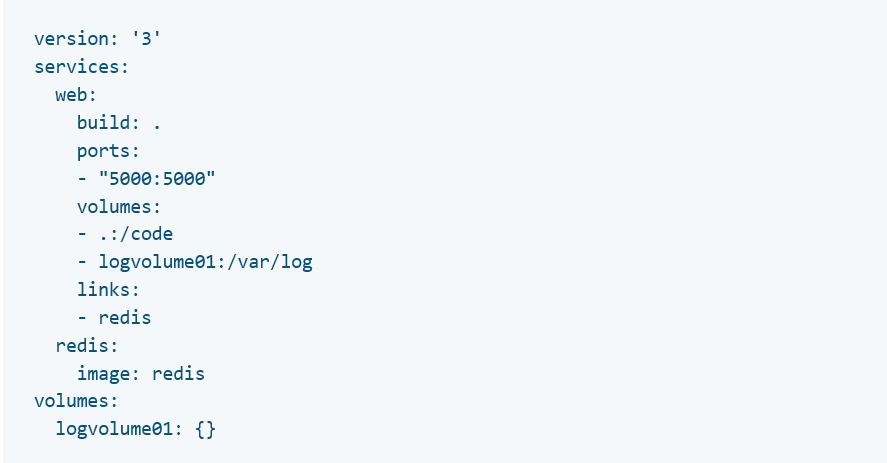 version: '3'
services:
  web:
    build: .
    ports:
    - "5000:5000"
    volumes:
    - .:/code
    - logvolume01:/var/log
    links:
    - redis
  redis:
    image: redis
volumes:
  logvolume01: {}